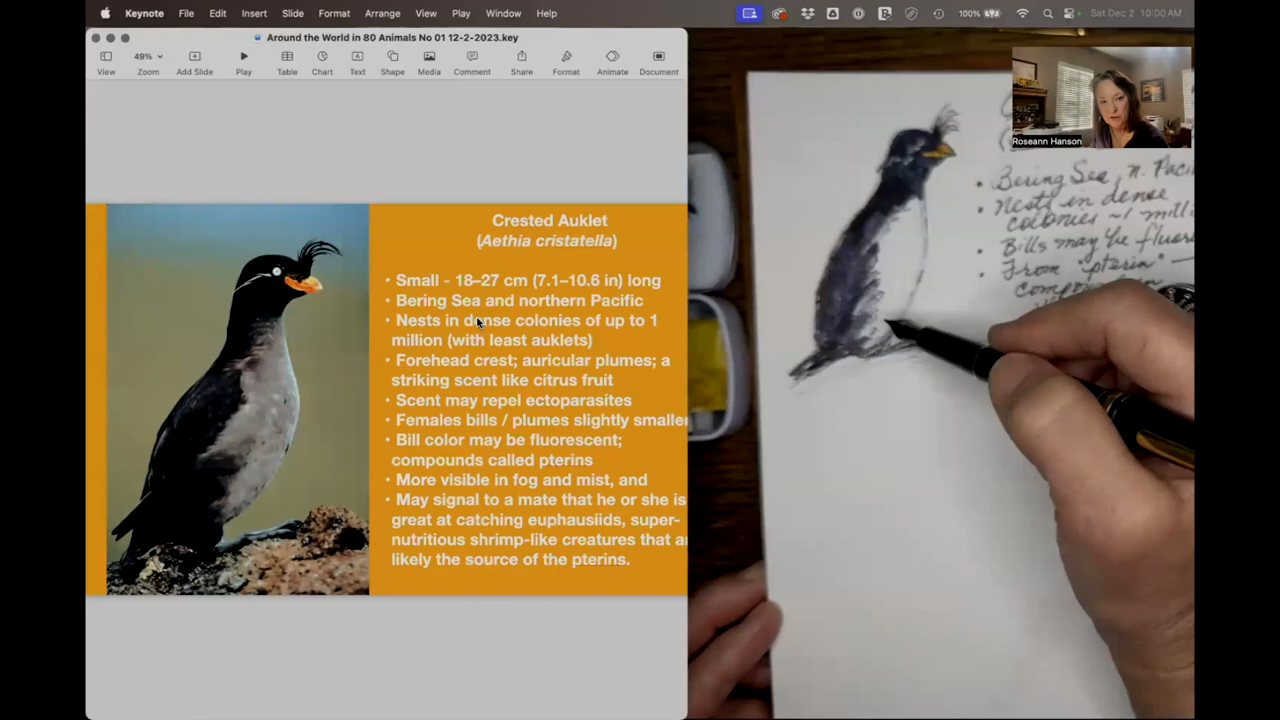 Keynote File Edit Insert Slide Format Arrange View Play Window Help
100% Sat Dec 2 10:00 AM
Around the World in 80 Animals No 01 12-2-2023.key
49%
View Zoom Add Slide Play Table Chart Text Shape Media Comment Share Format Animate Document
Roseann Hanson
Crested Auklet
(Aethia cristatella)
• Small - 18–27 cm (7.1–10.6 in) long
• Bering Sea and northern Pacific
• Nests in dense colonies of up to 1
million (with least auklets)
• Forehead crest; auricular plumes; a
striking scent like citrus fruit
• Scent may repel ectoparasites
• Females bills / plumes slightly smaller
• Bill color may be fluorescent;
compounds called pterins
• More visible in fog and mist, and
• May signal to a mate that he or she is
great at catching euphausiids, super-
nutritious shrimp-like creatures that
likely the source of the pterins.
• Bering Sea, n. Paci
• Nests in dense
colonies ~1 milli
• Bills may be fluor
• From "pterin" —